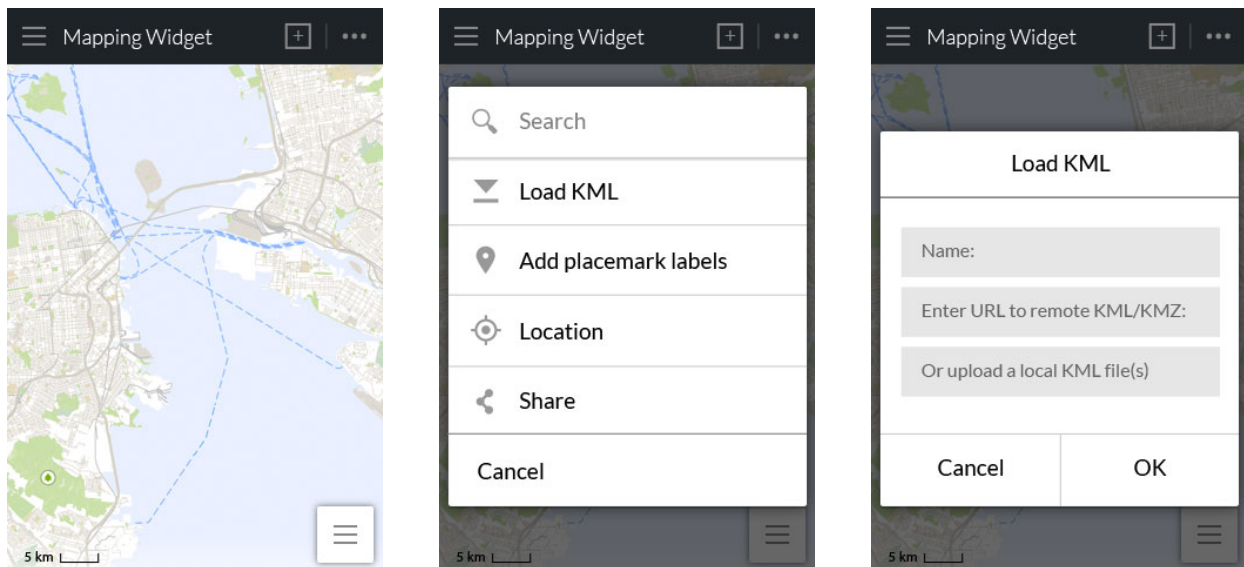 Mapping Widget
5 km
Mapping Widget
Search
Load KML
Add placemark labels
Location
Share
Cancel
5 km
Mapping Widget
Load KML
Name:
Enter URL to remote KML/KMZ:
Or upload a local KML file(s)
Cancel
OK
5 km